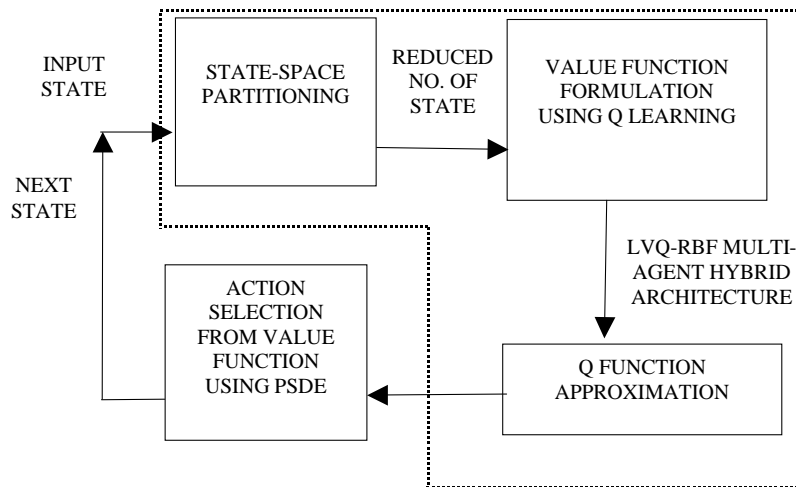 INPUT
STATE
STATE-SPACE
PARTITIONING
REDUCED
NO. OF
STATE
VALUE FUNCTION
FORMULATION
USING Q LEARNING
NEXT
STATE
LVQ-RBF MULTI-
AGENT HYBRID
ARCHITECTURE
ACTION
SELECTION
FROM VALUE
FUNCTION
USING PSDE
Q FUNCTION
APPROXIMATION